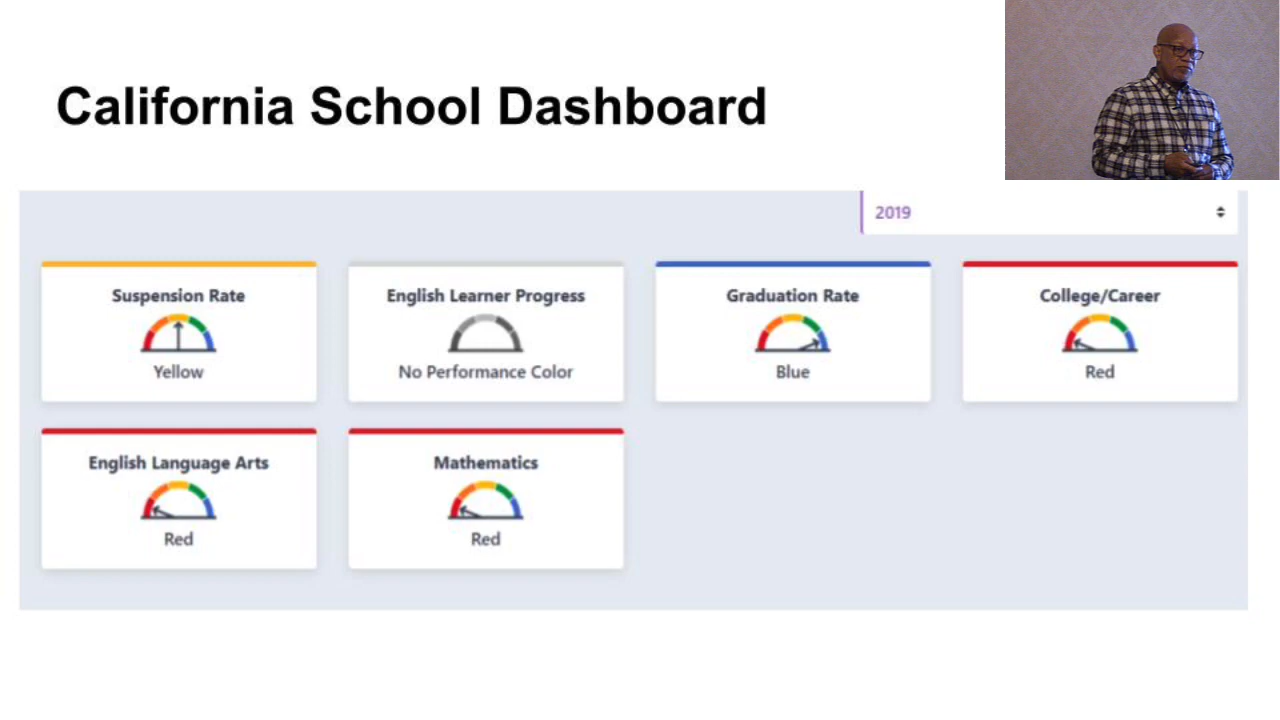 California School Dashboard
2019
Suspension Rate
Yellow
English Learner Progress
No Performance Color
Graduation Rate
Blue
College/Career
Red
English Language Arts
Red
Mathematics
Red